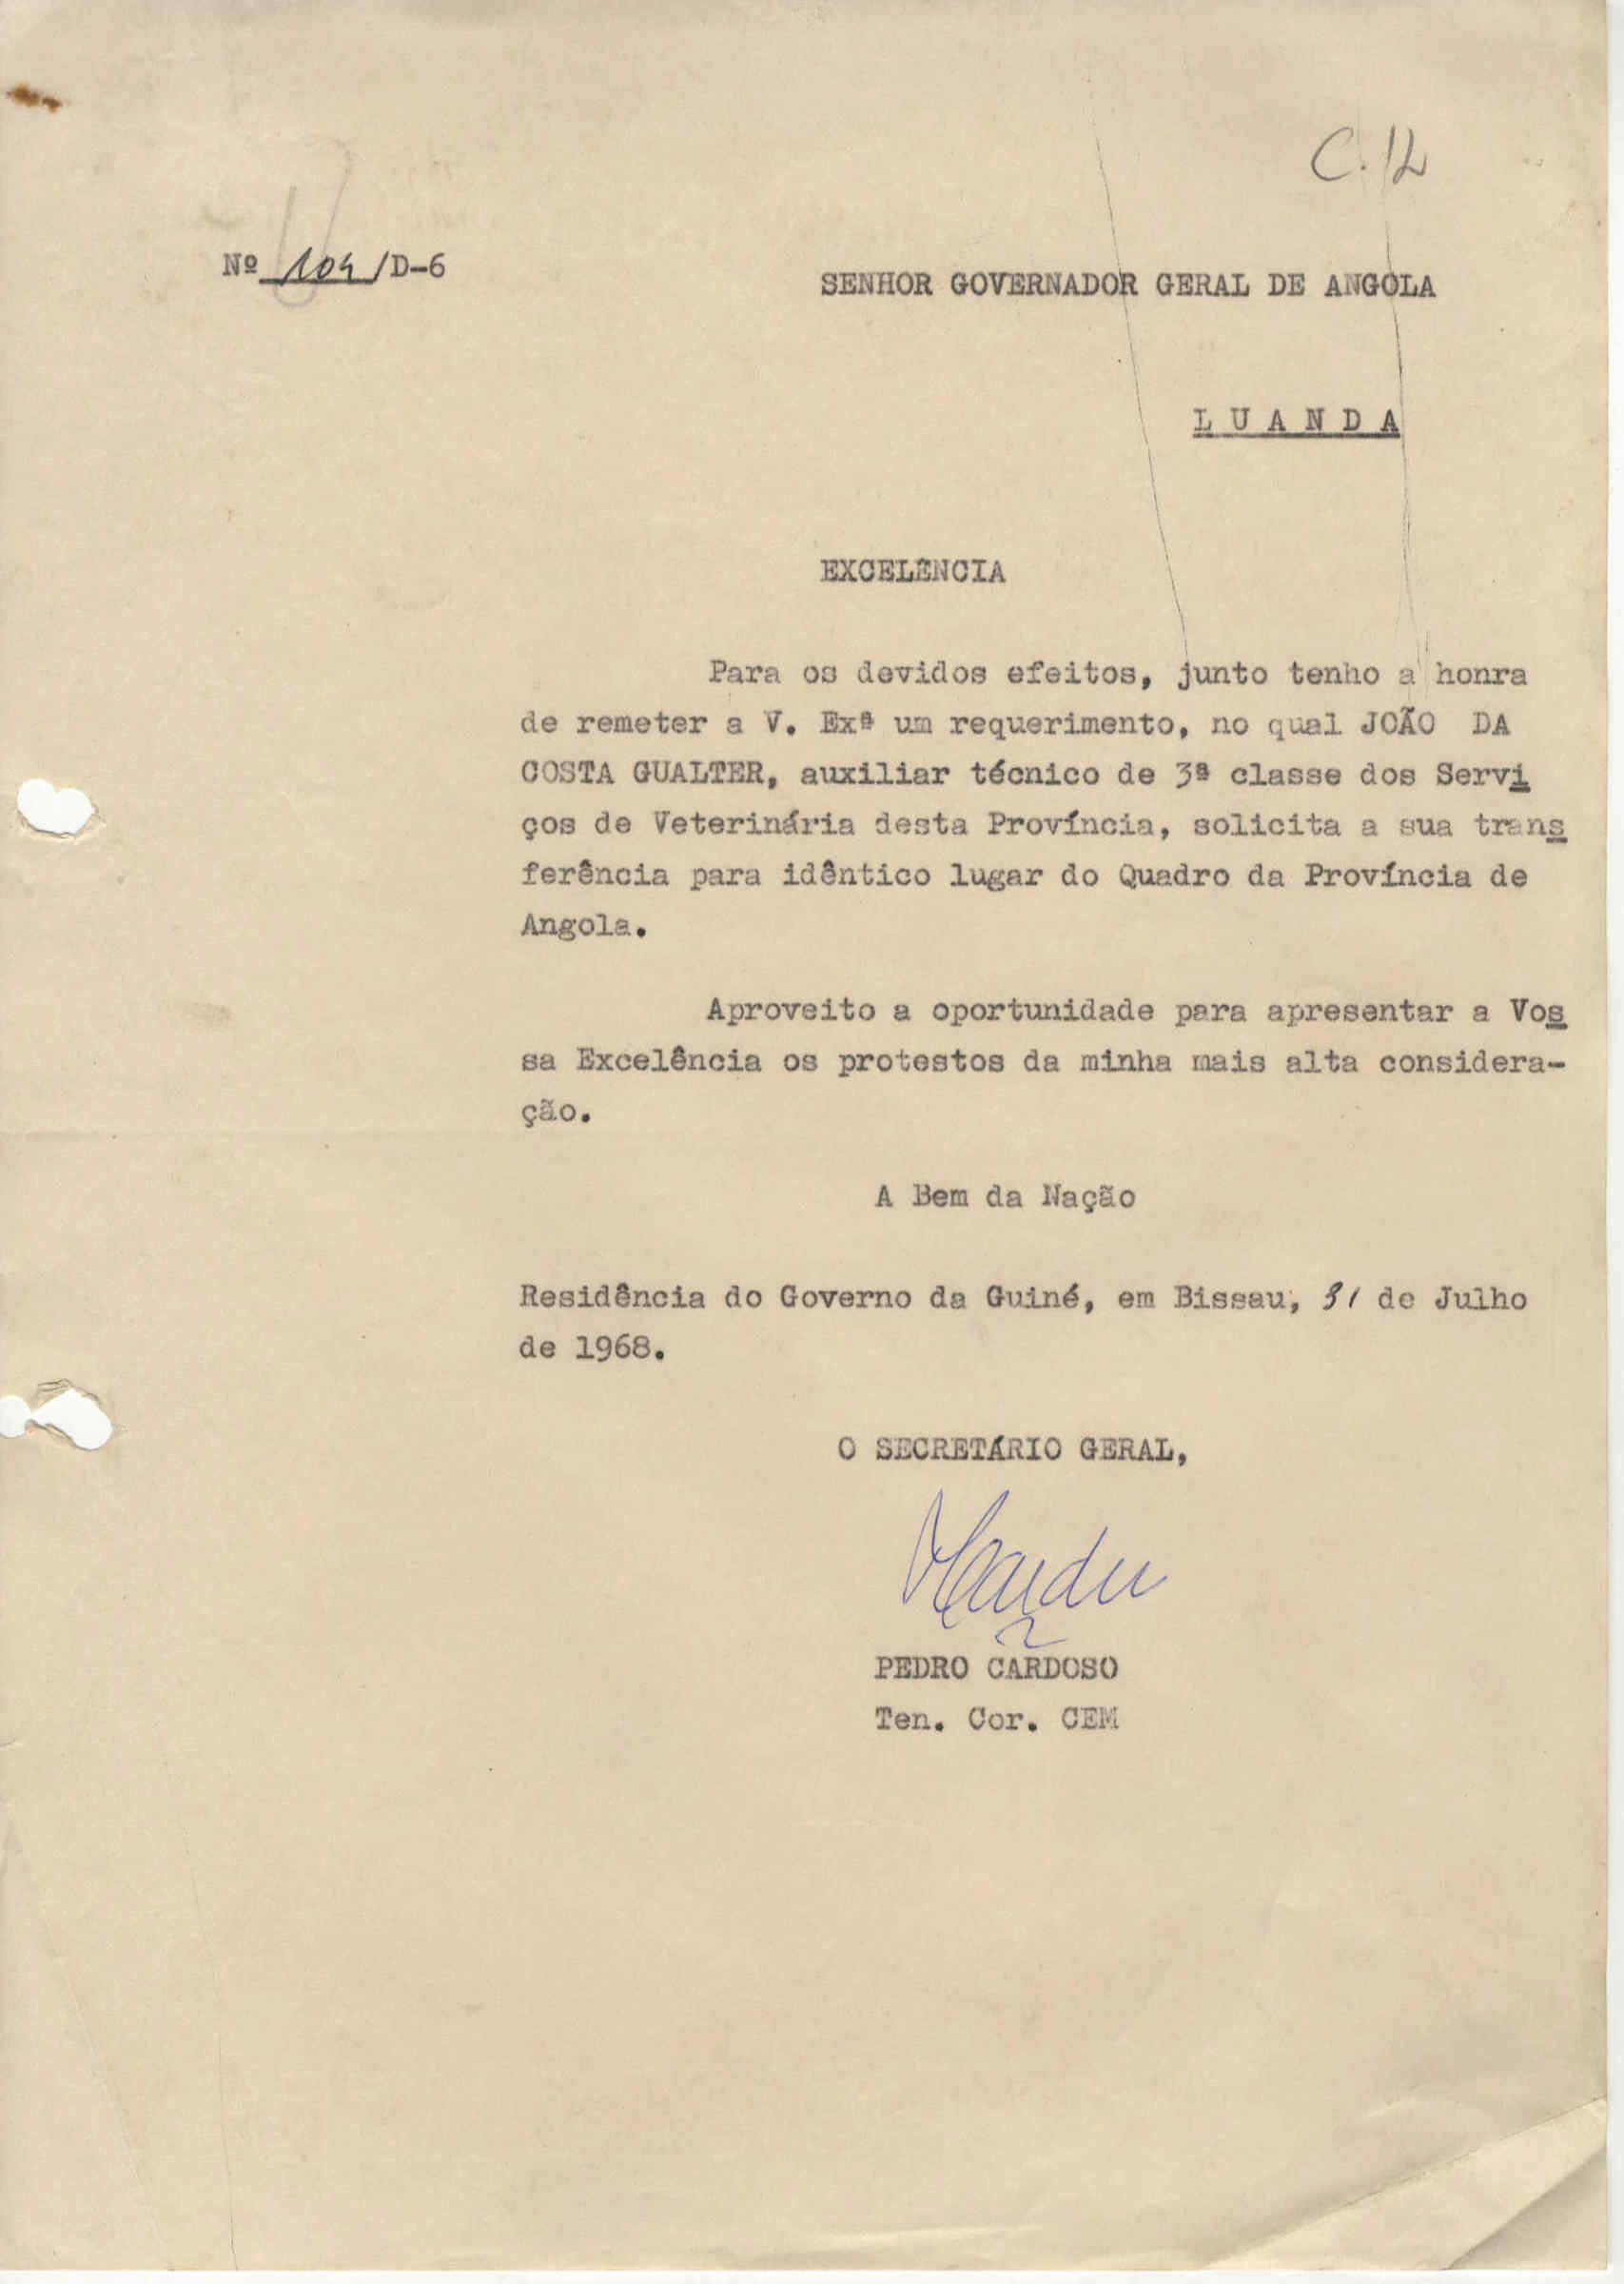 C.12
Nº 104/D-6
SENHOR GOVERNADOR GERAL DE ANGOLA
L U A N D A
EXCELÊNCIA
Para os devidos efeitos, junto tenho a honra
de remeter a V. Exª um requerimento, no qual JOÃO DA
COSTA GUALTER, auxiliar técnico de 3ª classe dos Servi
ços de Veterinária desta Província, solicita a sua trans
ferência para idêntico lugar do Quadro da Província de
Angola.
Aproveito a oportunidade para apresentar a Vos
sa Excelência os protestos da minha mais alta considera-
ção.
A Bem da Nação
Residência do Governo da Guiné, em Bissau, 31 de Julho
de 1968.
O SECRETÁRIO GERAL,
PEDRO CARDOSO
Ten. Cor. CEM